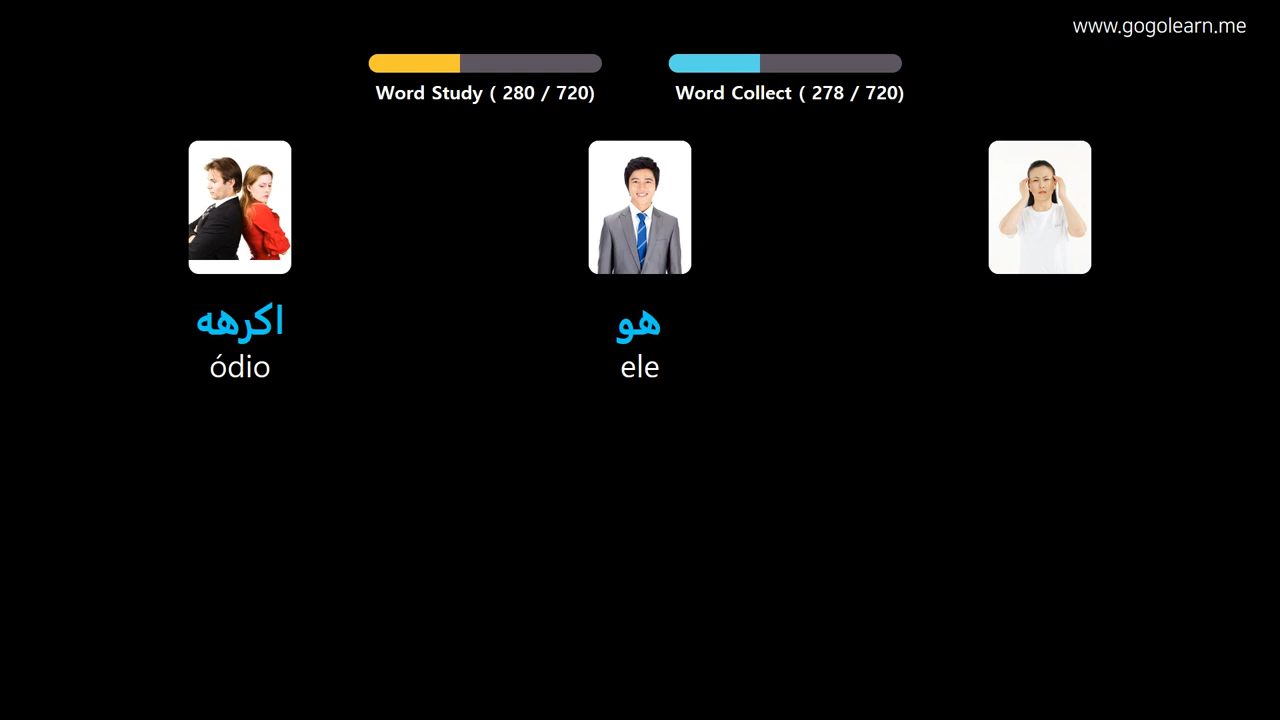 www.gogolearn.me
Word Study ( 280 / 720)
Word Collect ( 278 / 720)
اكرهه
ódio
هو
ele